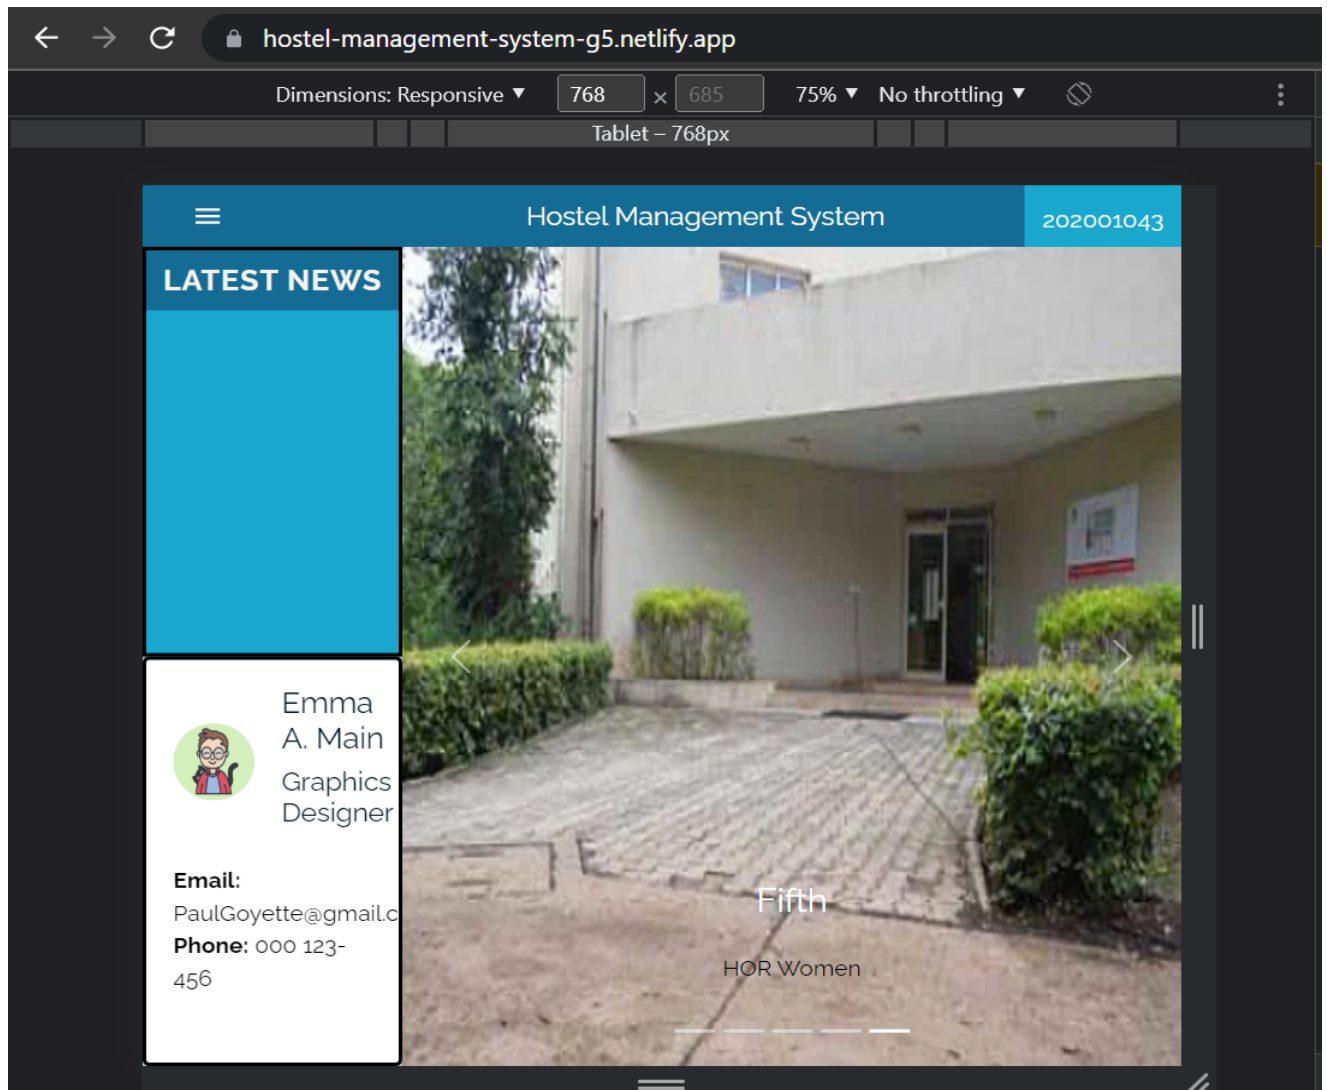 hostel-management-system-g5.netlify.app
Dimensions: Responsive ▼ 768 × 685 75% ▼ No throttling ▼
Tablet – 768px
Hostel Management System
202001043
LATEST NEWS
Emma
A. Main
Graphics
Designer
Email:
PaulGoyette@gmail.c
Phone: 000 123-
456
Fifth
HOR Women